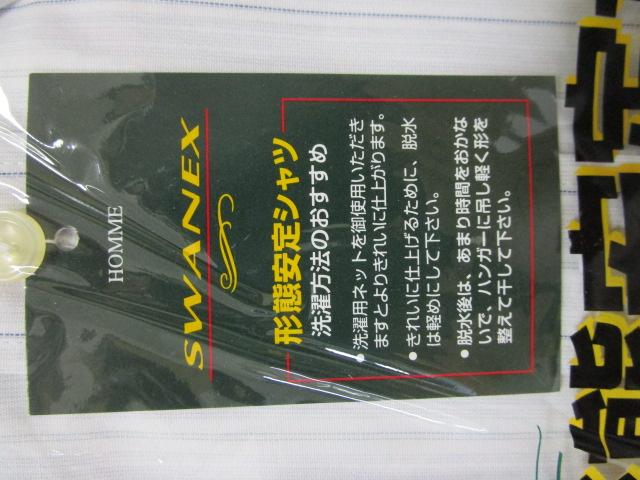 HOMME
SWANEX
形態安定シャツ
洗濯方法のおすすめ
●洗濯用ネットを御使用いただき
ますとよりきれいに仕上がります。
●きれいに仕上げるために、脱水
は軽めにして下さい。
●脱水後は、あまり時間をおかな
いで、ハンガーに吊し軽く形を
整えて干して下さい。
態安